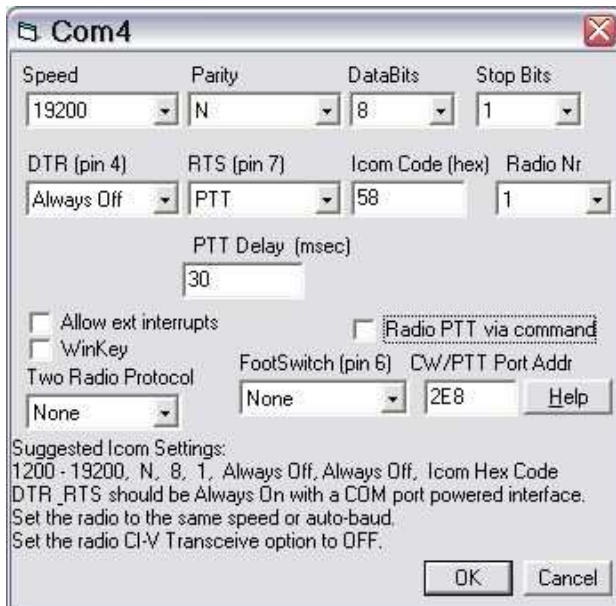 Com4
Speed Parity DataBits Stop Bits
19200 N 8 1
DTR (pin 4) RTS (pin 7) Icom Code (hex) Radio Nr
Always Off PTT 58 1
PTT Delay (msec)
30
Allow ext interrupts Radio PTT via command
WinKey
Two Radio Protocol FootSwitch (pin 6) CW/PTT Port Addr
None None 2E8 Help
Suggested Icom Settings:
1200 - 19200, N, 8, 1, Always Off, Always Off, Icom Hex Code
DTR_RTS should be Always On with a COM port powered interface.
Set the radio to the same speed or auto-baud.
Set the radio CI-V Transceive option to OFF.
OK Cancel